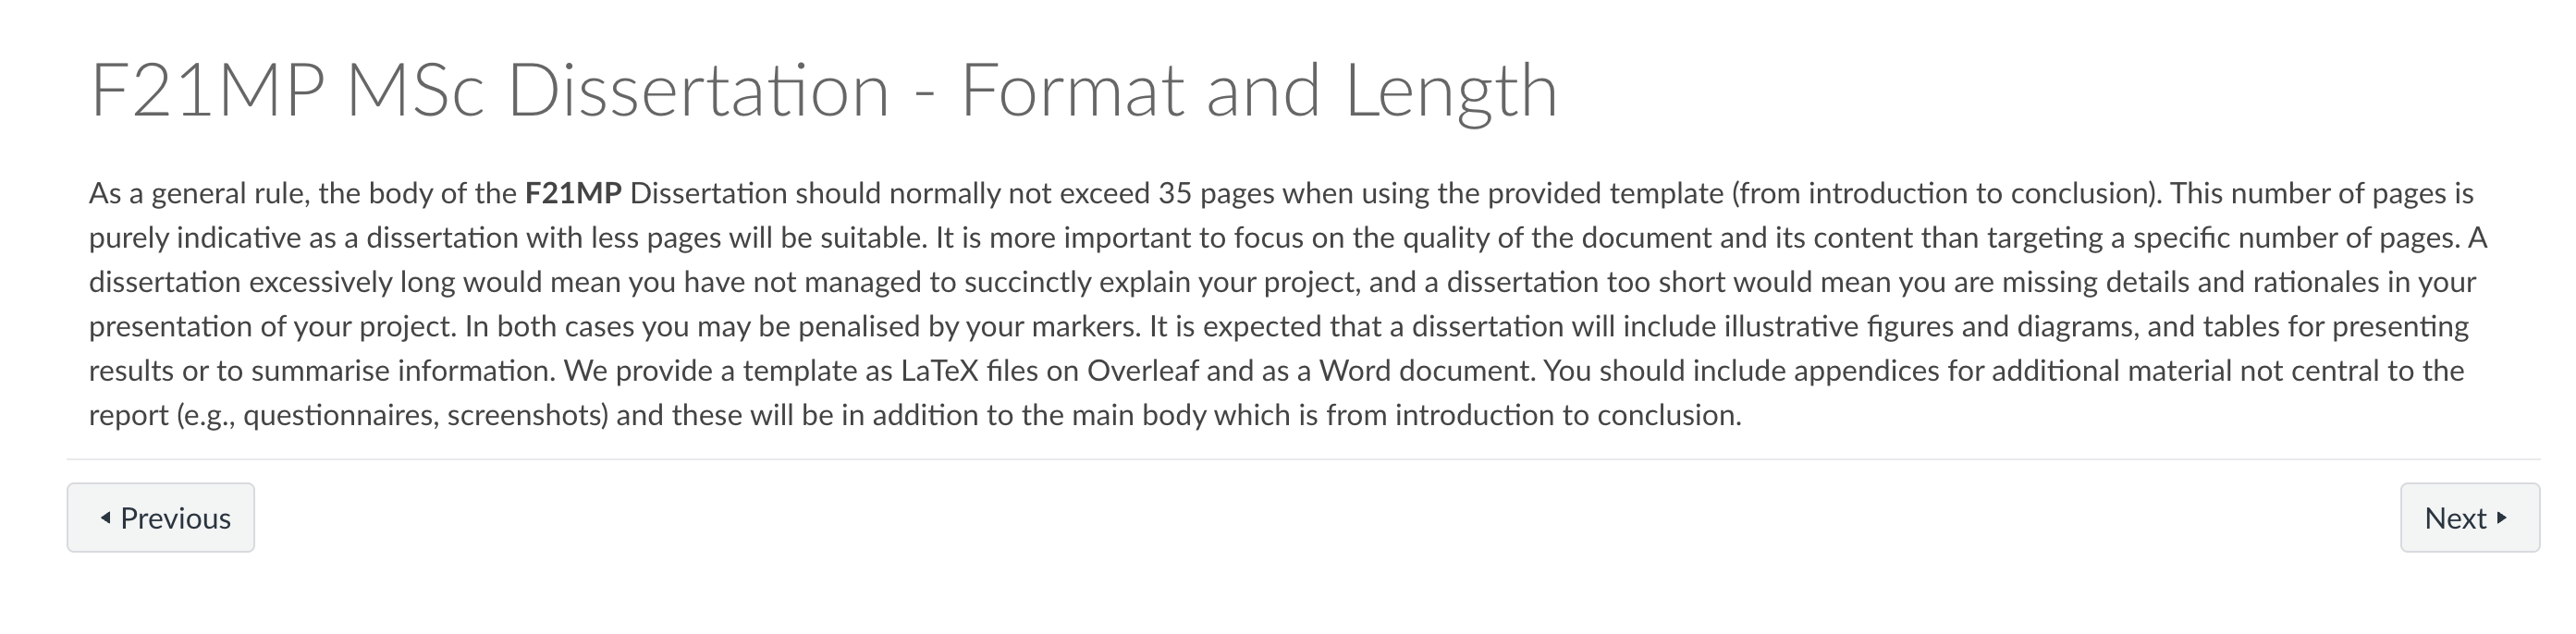 F21MP MSc Dissertation - Format and Length
As a general rule, the body of the F21MP Dissertation should normally not exceed 35 pages when using the provided template (from introduction to conclusion). This number of pages is
purely indicative as a dissertation with less pages will be suitable. It is more important to focus on the quality of the document and its content than targeting a specific number of pages. A
dissertation excessively long would mean you have not managed to succinctly explain your project, and a dissertation too short would mean you are missing details and rationales in your
presentation of your project. In both cases you may be penalised by your markers. It is expected that a dissertation will include illustrative figures and diagrams, and tables for presenting
results or to summarise information. We provide a template as LaTeX files on Overleaf and as a Word document. You should include appendices for additional material not central to the
report (e.g., questionnaires, screenshots) and these will be in addition to the main body which is from introduction to conclusion.
Previous
Next